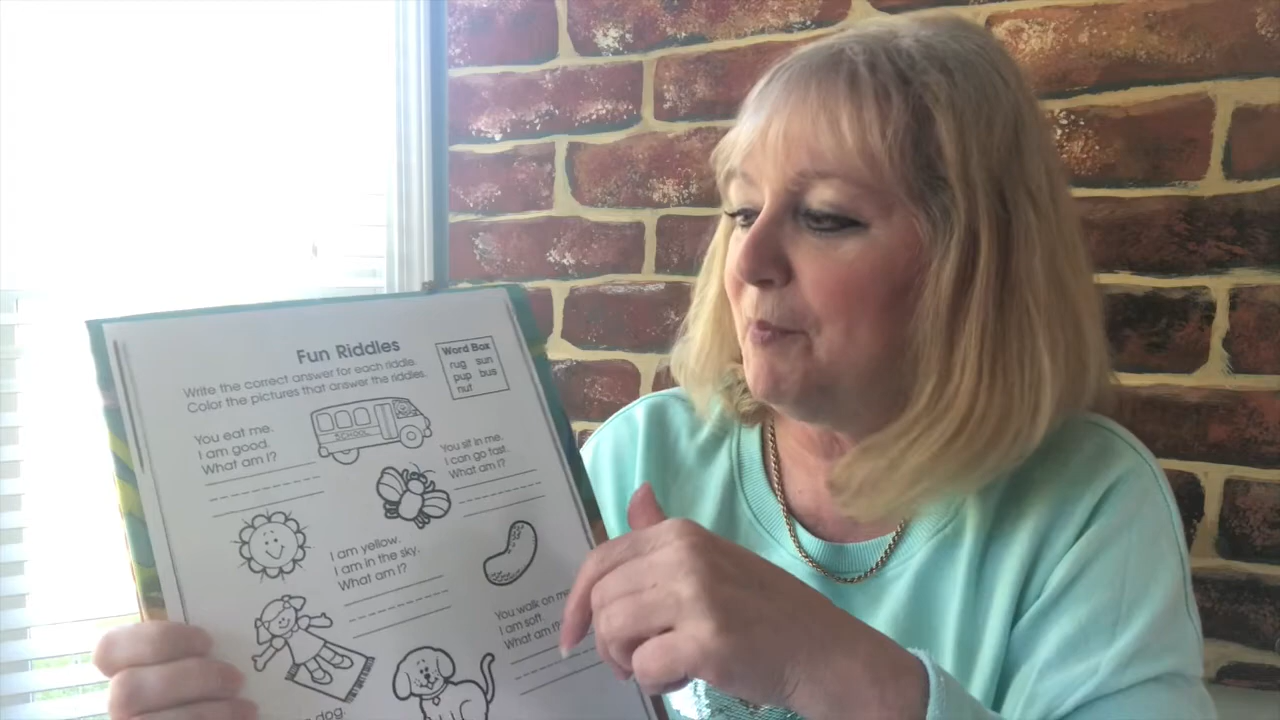 Fun Riddles
Write the correct answer for each riddle.
Color the pictures that answer the riddles.
Word Box
rug sun
pup bus
nut
SCHOOL
You eat me.
I am good.
What am I?
You sit in me.
I can go fast.
What am I?
I am yellow.
I am in the sky.
What am I?
You walk on me
I am soft.
What am I?
dog.